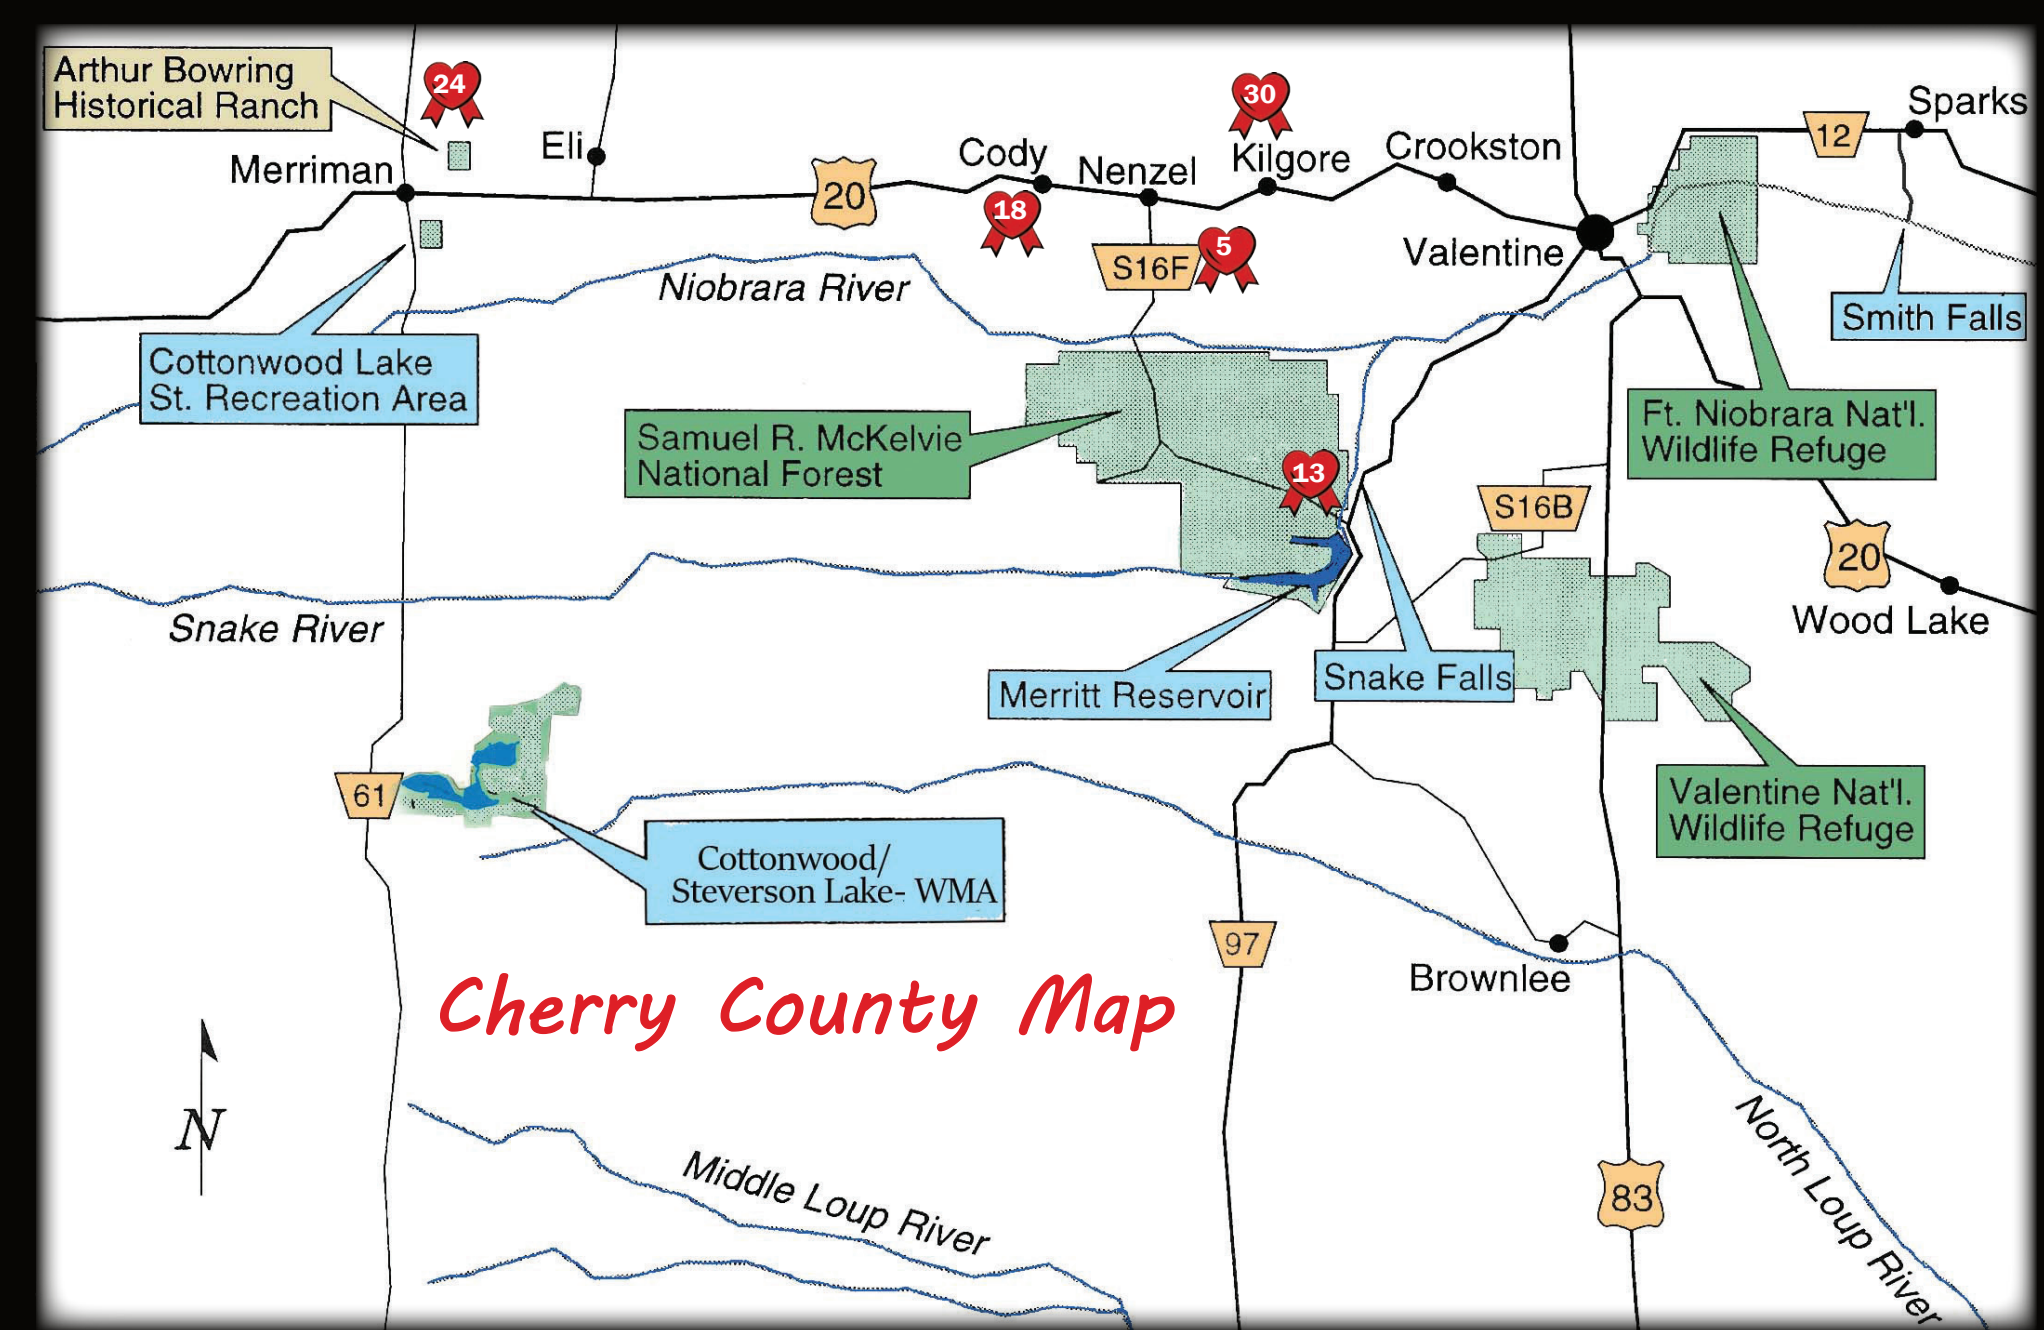 Arthur Bowring
Historical Ranch
24
30
Sparks
12
Eli
Merriman
Cody
Nenzel
Kilgore
Crookston
20
18
S16F
5
Valentine
Niobrara River
Smith Falls
Cottonwood Lake
St. Recreation Area
Samuel R. McKelvie
National Forest
Ft. Niobrara Nat'l.
Wildlife Refuge
13
S16B
20
Wood Lake
Snake River
Merritt Reservoir
Snake Falls
61
Valentine Nat'l.
Wildlife Refuge
Cottonwood/
Steverson Lake- WMA
97
Brownlee
Cherry County Map
N
Middle Loup River
83
North Loup River